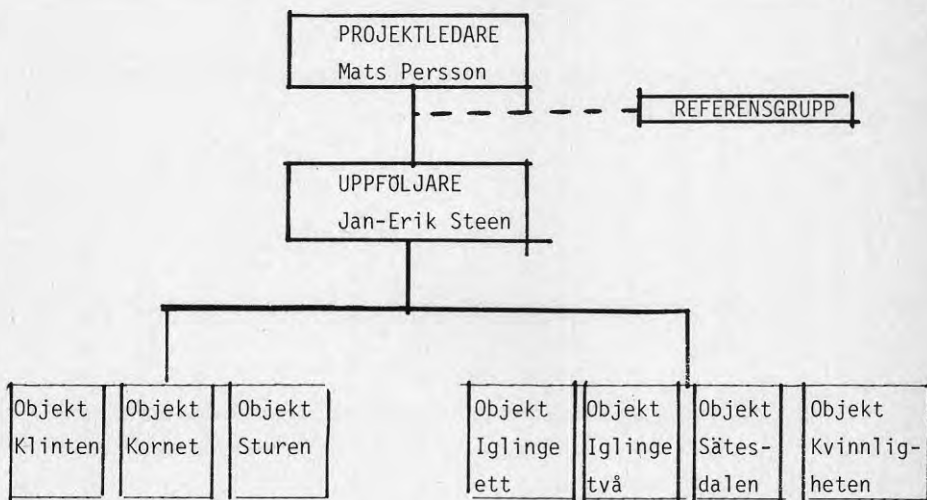 PROJEKTLEDARE
Mats Persson
REFERENSGRUPP
UPPFÖLJARE
Jan-Erik Steen
Objekt
Klinten
Objekt
Kornet
Objekt
Sturen
Objekt
Iglinge
ett
Objekt
Iglinge
två
Objekt
Sätes-
dalen
Objekt
Kvinnlig-
heten